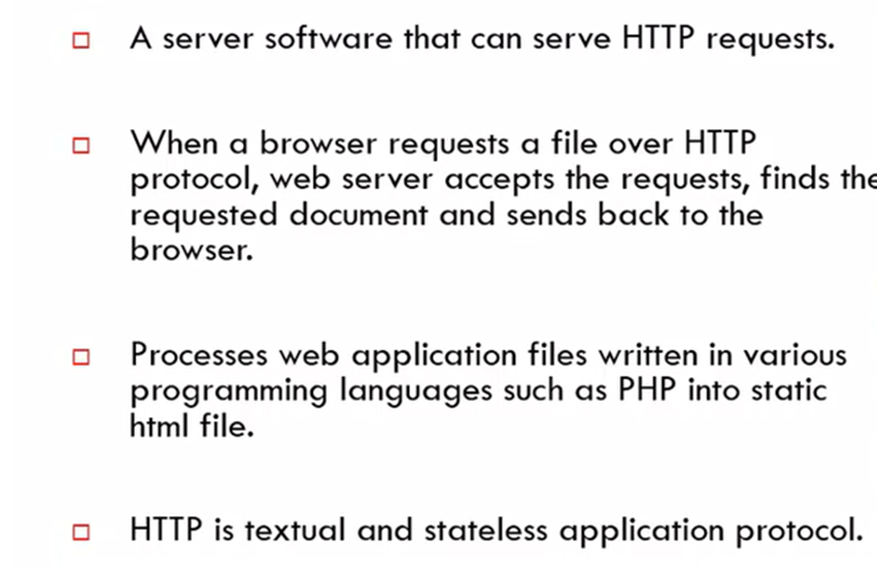 A server software that can serve HTTP requests.
When a browser requests a file over HTTP
protocol, web server accepts the requests, finds the
requested document and sends back to the
browser.
Processes web application files written in various
programming languages such as PHP into static
html file.
HTTP is textual and stateless application protocol.